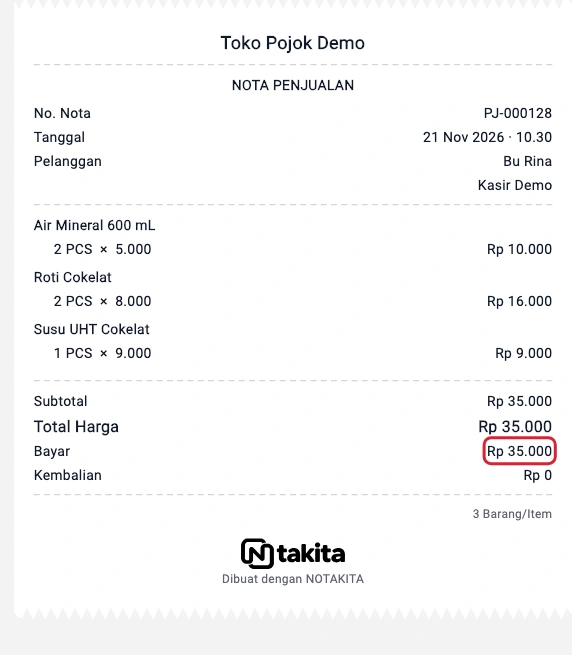 Toko Pojok Demo
NOTA PENJUALAN
No. Nota PJ-000128
Tanggal 21 Nov 2026 · 10.30
Pelanggan Bu Rina
Kasir Demo
Air Mineral 600 mL
2 PCS × 5.000 Rp 10.000
Roti Cokelat
2 PCS × 8.000 Rp 16.000
Susu UHT Cokelat
1 PCS × 9.000 Rp 9.000
Subtotal Rp 35.000
Total Harga Rp 35.000
Bayar Rp 35.000
Kembalian Rp 0
3 Barang/Item
N takita
Dibuat dengan NOTAKITA